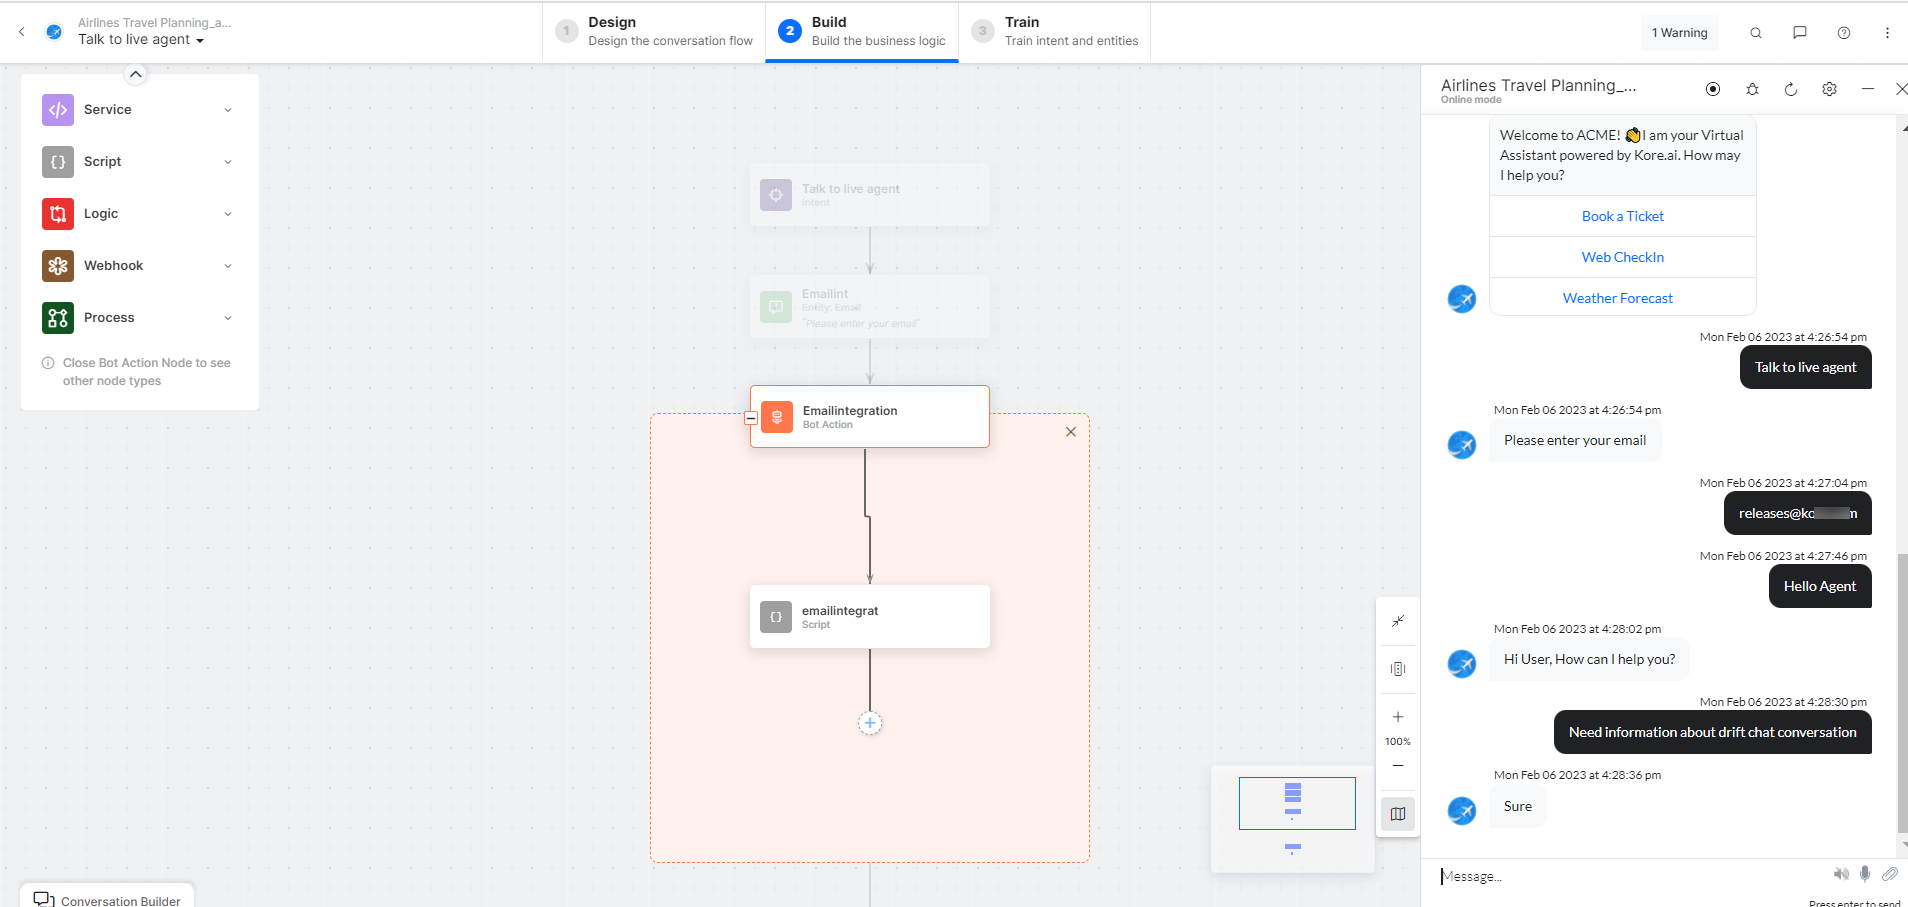 Airlines Travel Planning_a...
Talk to live agent
1
Design
Design the conversation flow
2
Build
Build the business logic
3
Train
Train intent and entities
1 Warning
Service
Script
Logic
Webhook
Process
Close Bot Action Node to see
other node types
Talk to live agent
Intent
Emailint
Entity: Email
"Please enter your email"
Emailintegration
Bot Action
emailintegrat
Script
100%
Conversation Builder
Airlines Travel Planning_...
Online mode
Welcome to ACME! 👏I am your Virtual
Assistant powered by Kore.ai. How may
I help you?
Book a Ticket
Web CheckIn
Weather Forecast
Mon Feb 06 2023 at 4:26:54 pm
Talk to live agent
Mon Feb 06 2023 at 4:26:54 pm
Please enter your email
Mon Feb 06 2023 at 4:27:04 pm
Mon Feb 06 2023 at 4:27:46 pm
Hello Agent
Mon Feb 06 2023 at 4:28:02 pm
Hi User, How can I help you?
Mon Feb 06 2023 at 4:28:30 pm
Need information about drift chat conversation
Mon Feb 06 2023 at 4:28:36 pm
Sure
Message...
Press enter to send